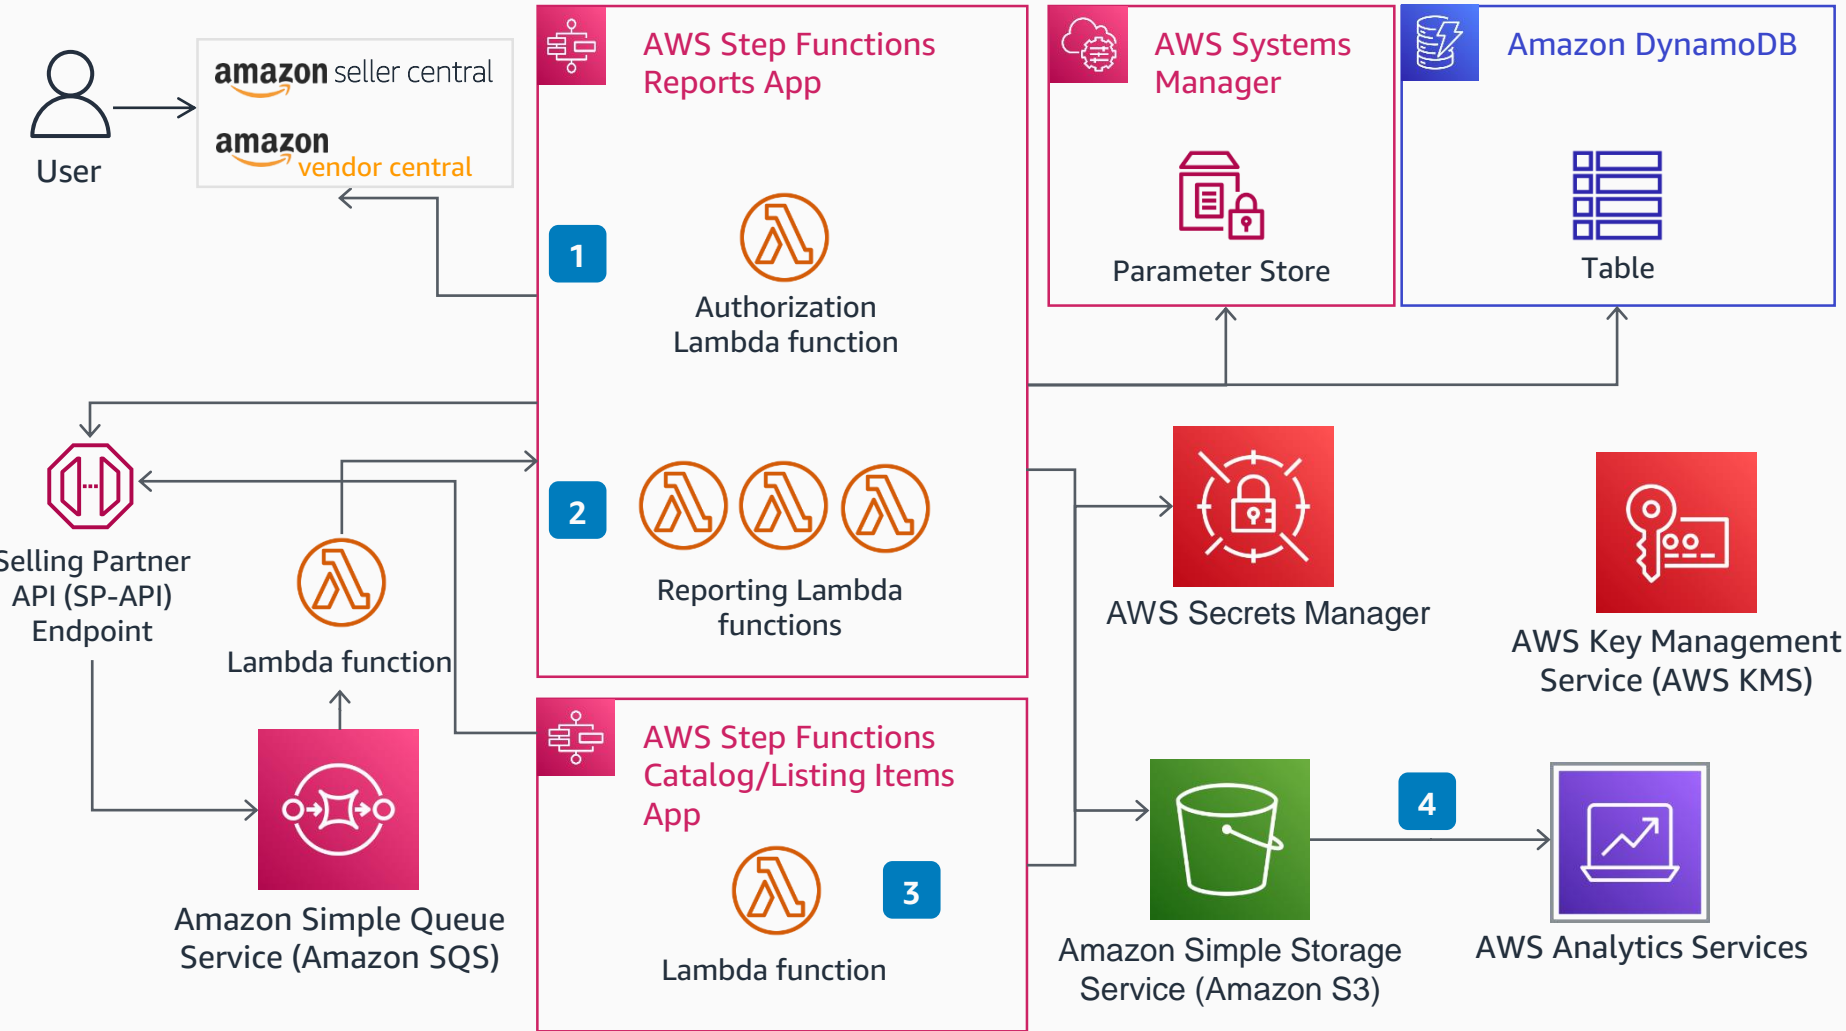 User
amazon seller central
amazon
vendor central
AWS Step Functions
Reports App
1
Authorization
Lambda function
2
Reporting Lambda
functions
AWS Systems
Manager
Parameter Store
Amazon DynamoDB
Table
Selling Partner
API (SP-API)
Endpoint
Lambda function
Amazon Simple Queue
Service (Amazon SQS)
AWS Step Functions
Catalog/Listing Items
App
3
Lambda function
AWS Secrets Manager
AWS Key Management
Service (AWS KMS)
Amazon Simple Storage
Service (Amazon S3)
4
AWS Analytics Services